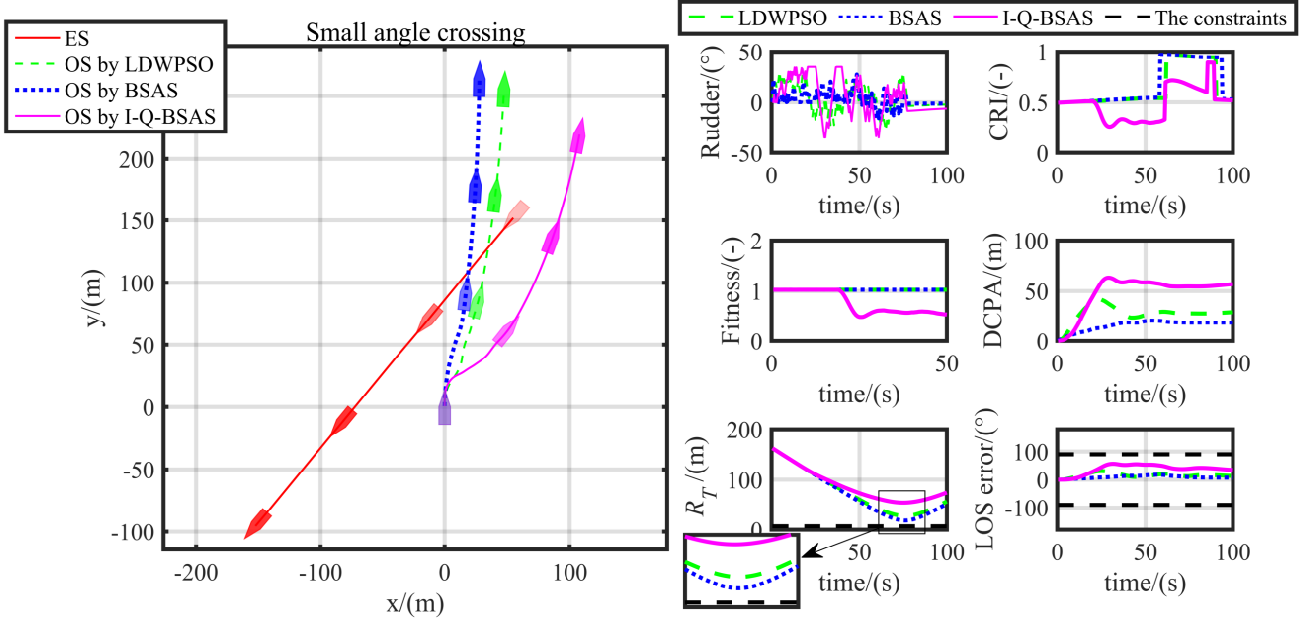 Small angle crossing
ES
OS by LDWPSO
OS by BSAS
OS by I-Q-BSAS
200
150
100
50
0
-50
-100
y/(m)
-200
-100
0
100
x/(m)
LDWPSO
BSAS
I-Q-BSAS
The constraints
50
0
-50
Rudder/(°)
0
50
100
time/(s)
1
0.5
0
CRI/(-)
0
50
100
time/(s)
2
1
0
Fitness/(-)
0
50
time/(s)
100
50
0
DCPA/(m)
0
50
100
time/(s)
200
100
0
R_T/(m)
50
100
time/(s)
100
0
-100
LOS error/(°)
0
50
100
time/(s)